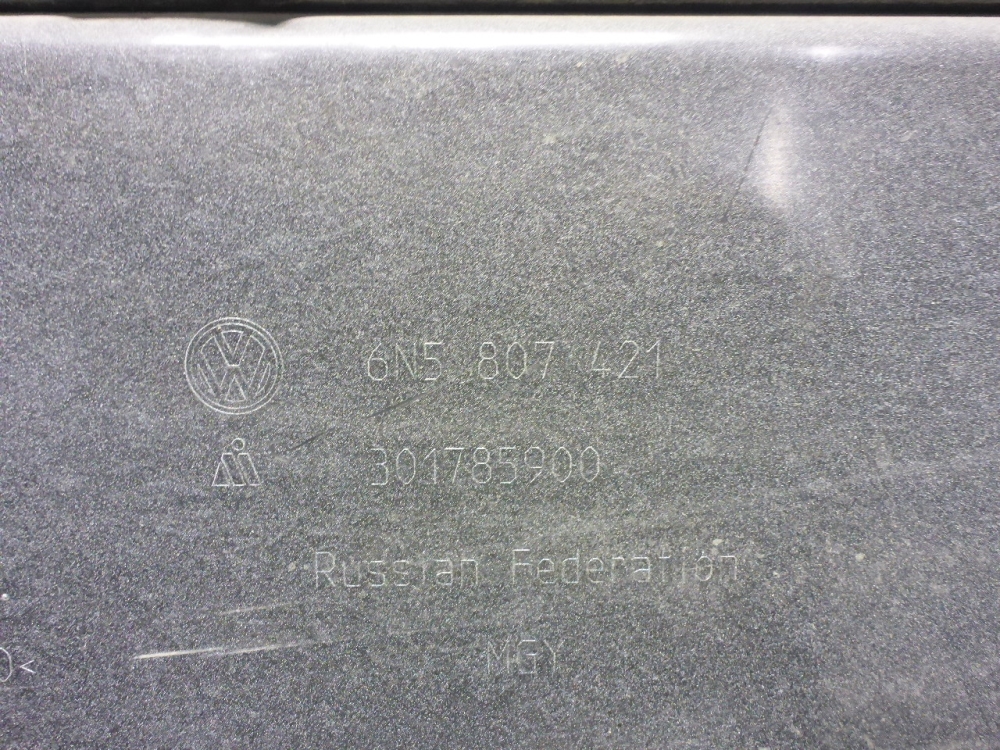 6N5 807 421
301785900
Russian Federation
MGY